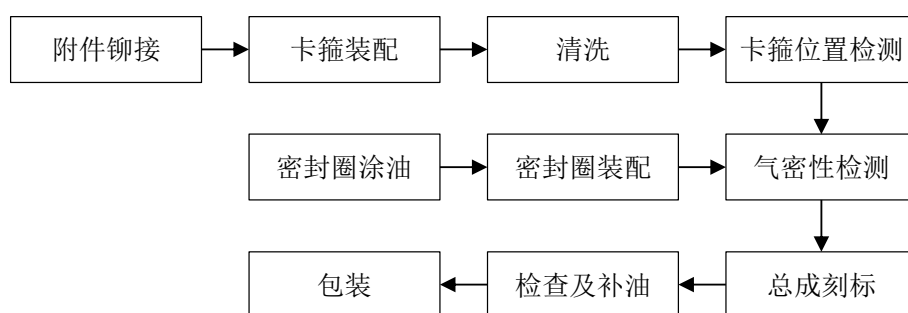 附件铆接
卡箍装配
清洗
卡箍位置检测
密封圈涂油
密封圈装配
气密性检测
包装
检查及补油
总成刻标